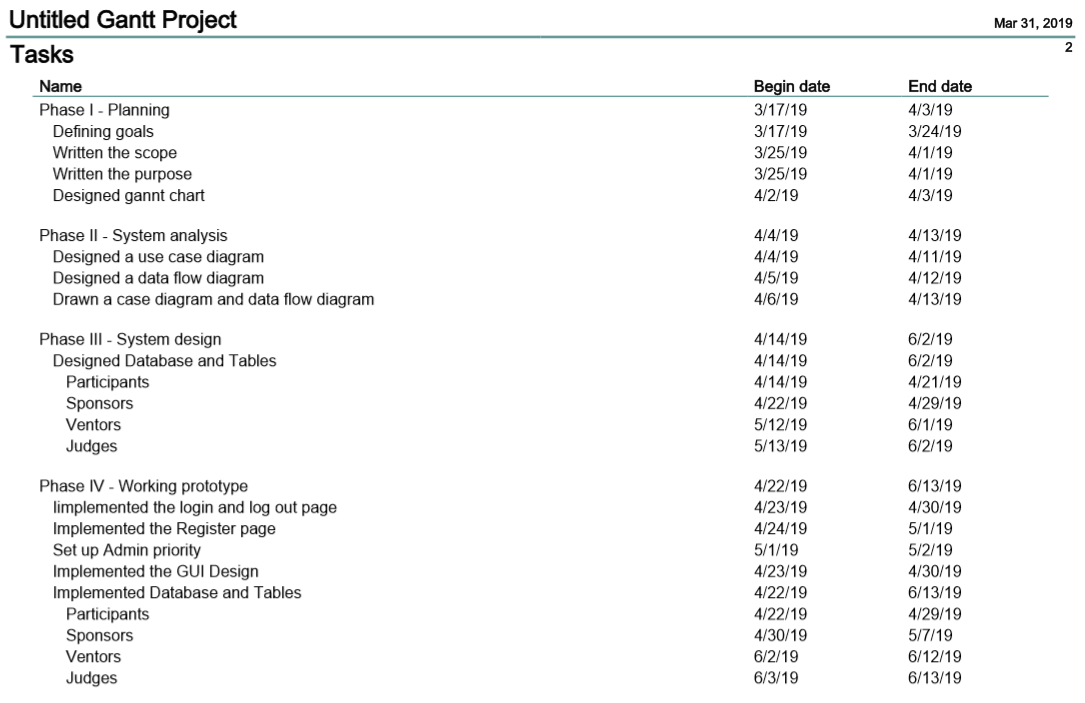 Untitled Gantt Project
Mar 31, 2019
Tasks
2
Name Begin date End date
Phase I - Planning 3/17/19 4/3/19
Defining goals 3/17/19 3/24/19
Written the scope 3/25/19 4/1/19
Written the purpose 3/25/19 4/1/19
Designed gannt chart 4/2/19 4/3/19
Phase II - System analysis 4/4/19 4/13/19
Designed a use case diagram 4/4/19 4/11/19
Designed a data flow diagram 4/5/19 4/12/19
Drawn a case diagram and data flow diagram 4/6/19 4/13/19
Phase III - System design 4/14/19 6/2/19
Designed Database and Tables 4/14/19 6/2/19
Participants 4/14/19 4/21/19
Sponsors 4/22/19 4/29/19
Ventors 5/12/19 6/1/19
Judges 5/13/19 6/2/19
Phase IV - Working prototype 4/22/19 6/13/19
Iimplemented the login and log out page 4/23/19 4/30/19
Implemented the Register page 4/24/19 5/1/19
Set up Admin priority 5/1/19 5/2/19
Implemented the GUI Design 4/23/19 4/30/19
Implemented Database and Tables 4/22/19 6/13/19
Participants 4/22/19 4/29/19
Sponsors 4/30/19 5/7/19
Ventors 6/2/19 6/12/19
Judges 6/3/19 6/13/19